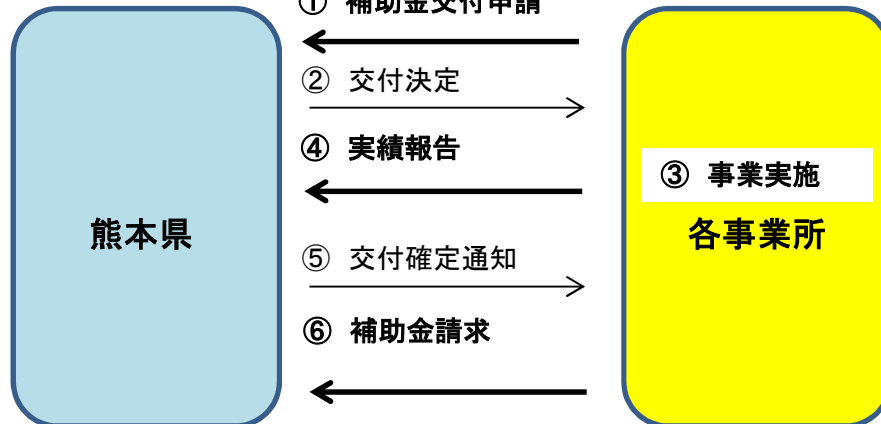 ① 補助金交付申請
② 交付決定
④ 実績報告
③ 事業実施
熊本県
各事業所
⑤ 交付確定通知
⑥ 補助金請求